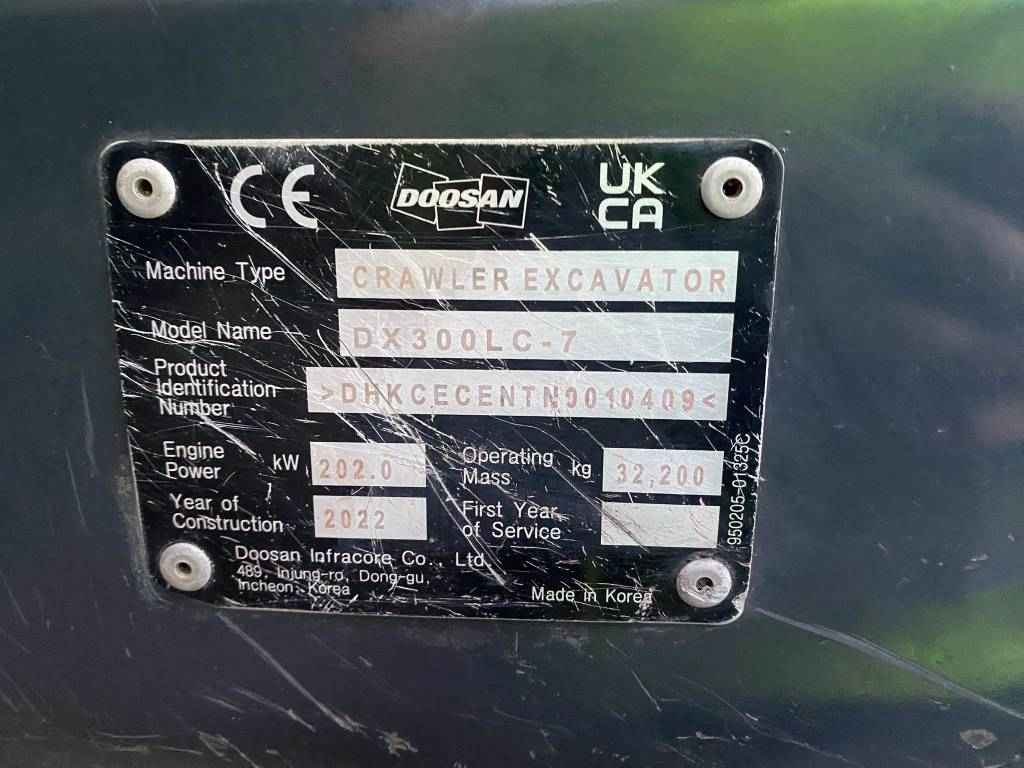 CE DOOSAN UK CA
Machine Type CRAWLER EXCAVATOR
Model Name DX300LC-7
Product
Identification
Number >DHKCECENTN0010409<
Engine
Power kW 202.0
Operating
Mass kg 32,200
Year of
Construction 2022
First Year
of Service
Doosan Infracore Co., Ltd.
489, Injung-ro, Dong-gu,
Incheon, Korea
Made in Korea
950205-01325C